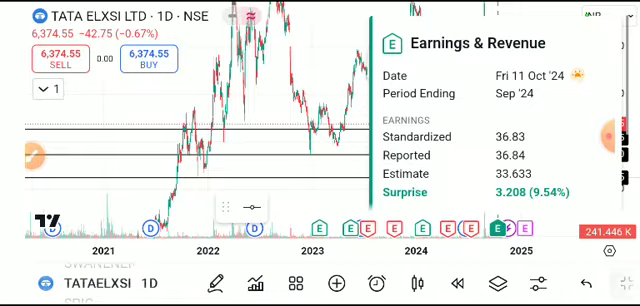 TATA ELXSI LTD · 1D · NSE
6,374.55 −42.75 (−0.67%)
6,374.55
SELL
0.00
6,374.55
BUY
1
E Earnings & Revenue
Date Fri 11 Oct '24
Period Ending Sep '24
EARNINGS
Standardized 36.83
Reported 36.84
Estimate 33.633
Surprise 3.208 (9.54%)
D D D E E E E E E E E E
241.446 K
2021 2022 2023 2024 2025
TATAELXSI 1D